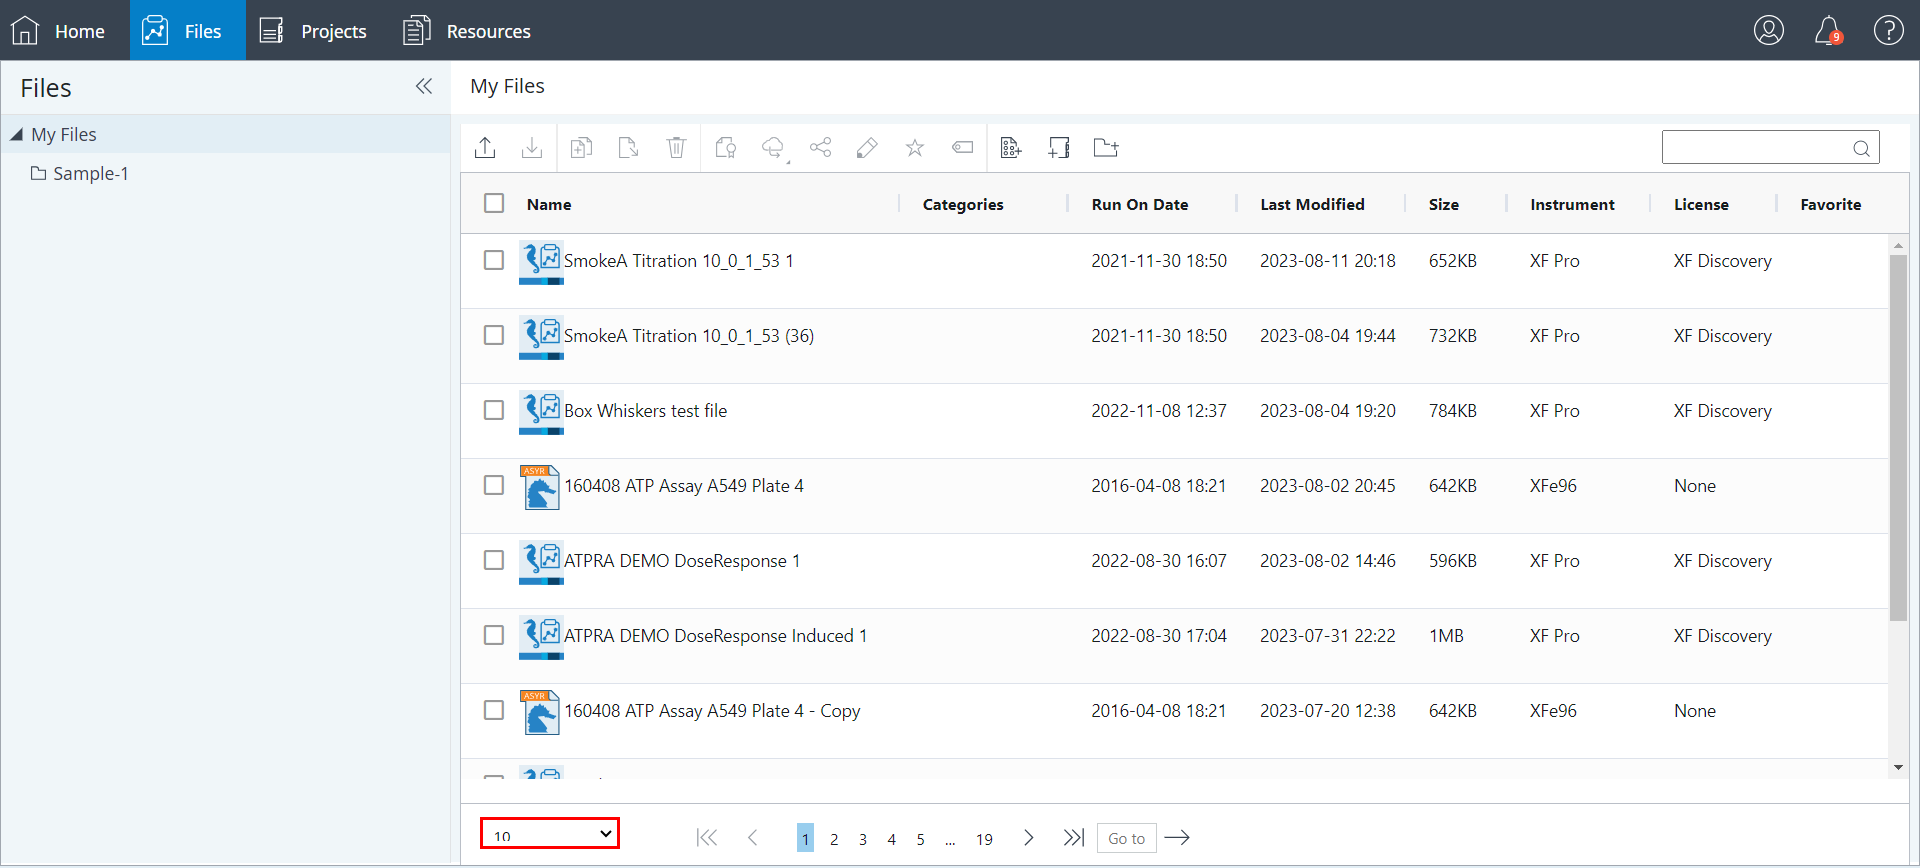 Home Files Projects Resources 9 ?
Files
My Files
Sample-1
My Files
Name Categories Run On Date Last Modified Size Instrument License Favorite
SmokeA Titration 10_0_1_53 1 2021-11-30 18:50 2023-08-11 20:18 652KB XF Pro XF Discovery
SmokeA Titration 10_0_1_53 (36) 2021-11-30 18:50 2023-08-04 19:44 732KB XF Pro XF Discovery
Box Whiskers test file 2022-11-08 12:37 2023-08-04 19:20 784KB XF Pro XF Discovery
ASYR 160408 ATP Assay A549 Plate 4 2016-04-08 18:21 2023-08-02 20:45 642KB XFe96 None
ATPRA DEMO DoseResponse 1 2022-08-30 16:07 2023-08-02 14:46 596KB XF Pro XF Discovery
ATPRA DEMO DoseResponse Induced 1 2022-08-30 17:04 2023-07-31 22:22 1MB XF Pro XF Discovery
ASYR 160408 ATP Assay A549 Plate 4 - Copy 2016-04-08 18:21 2023-07-20 12:38 642KB XFe96 None
10 1 2 3 4 5 ... 19 Go to